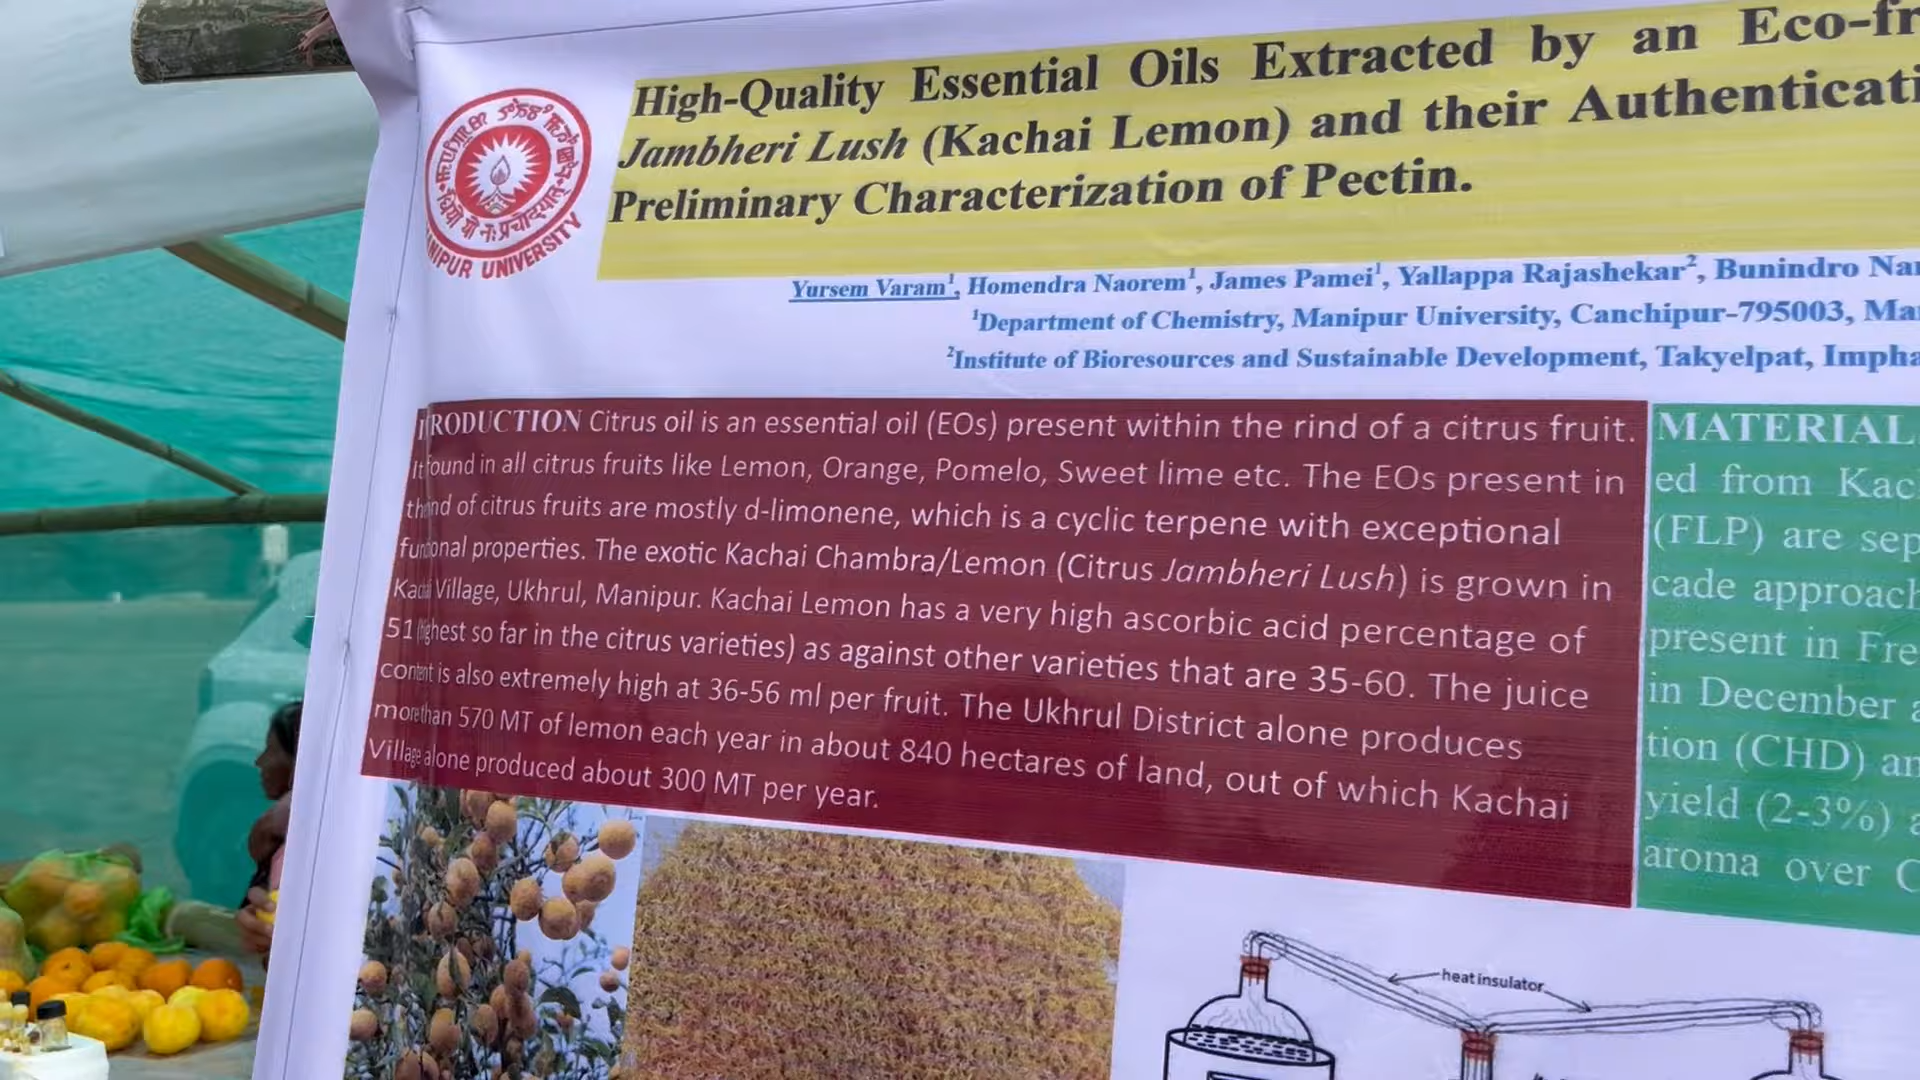 High-Quality Essential Oils Extracted by an Eco-fr
Jambheri Lush (Kachai Lemon) and their Authenticati
Preliminary Characterization of Pectin.
NIPUR UNIVERSITY
Yursem Varam¹, Homendra Naorem¹, James Pamei¹, Yallappa Rajashekar², Bunindro Nao
¹Department of Chemistry, Manipur University, Canchipur-795003, Man
²Institute of Bioresources and Sustainable Development, Takyelpat, Impha
RODUCTION Citrus oil is an essential oil (EOs) present within the rind of a citrus fruit.
It found in all citrus fruits like Lemon, Orange, Pomelo, Sweet lime etc. The EOs present in
of citrus fruits are mostly d-limonene, which is a cyclic terpene with exceptional
properties. The exotic Kachai Chambra/Lemon (Citrus Jambheri Lush) is grown in
Village, Ukhrul, Manipur. Kachai Lemon has a very high ascorbic acid percentage of
51 so far in the citrus varieties) as against other varieties that are 35-60. The juice
content is also extremely high at 36-56 ml per fruit. The Ukhrul District alone produces
more than 570 MT of lemon each year in about 840 hectares of land, out of which Kachai
Village alone produced about 300 MT per year.
MATERIAL
ed from Kac
(FLP) are sep
cade approach
present in Fre
in December a
tion (CHD) an
yield (2-3%) a
aroma over C
heat insulator